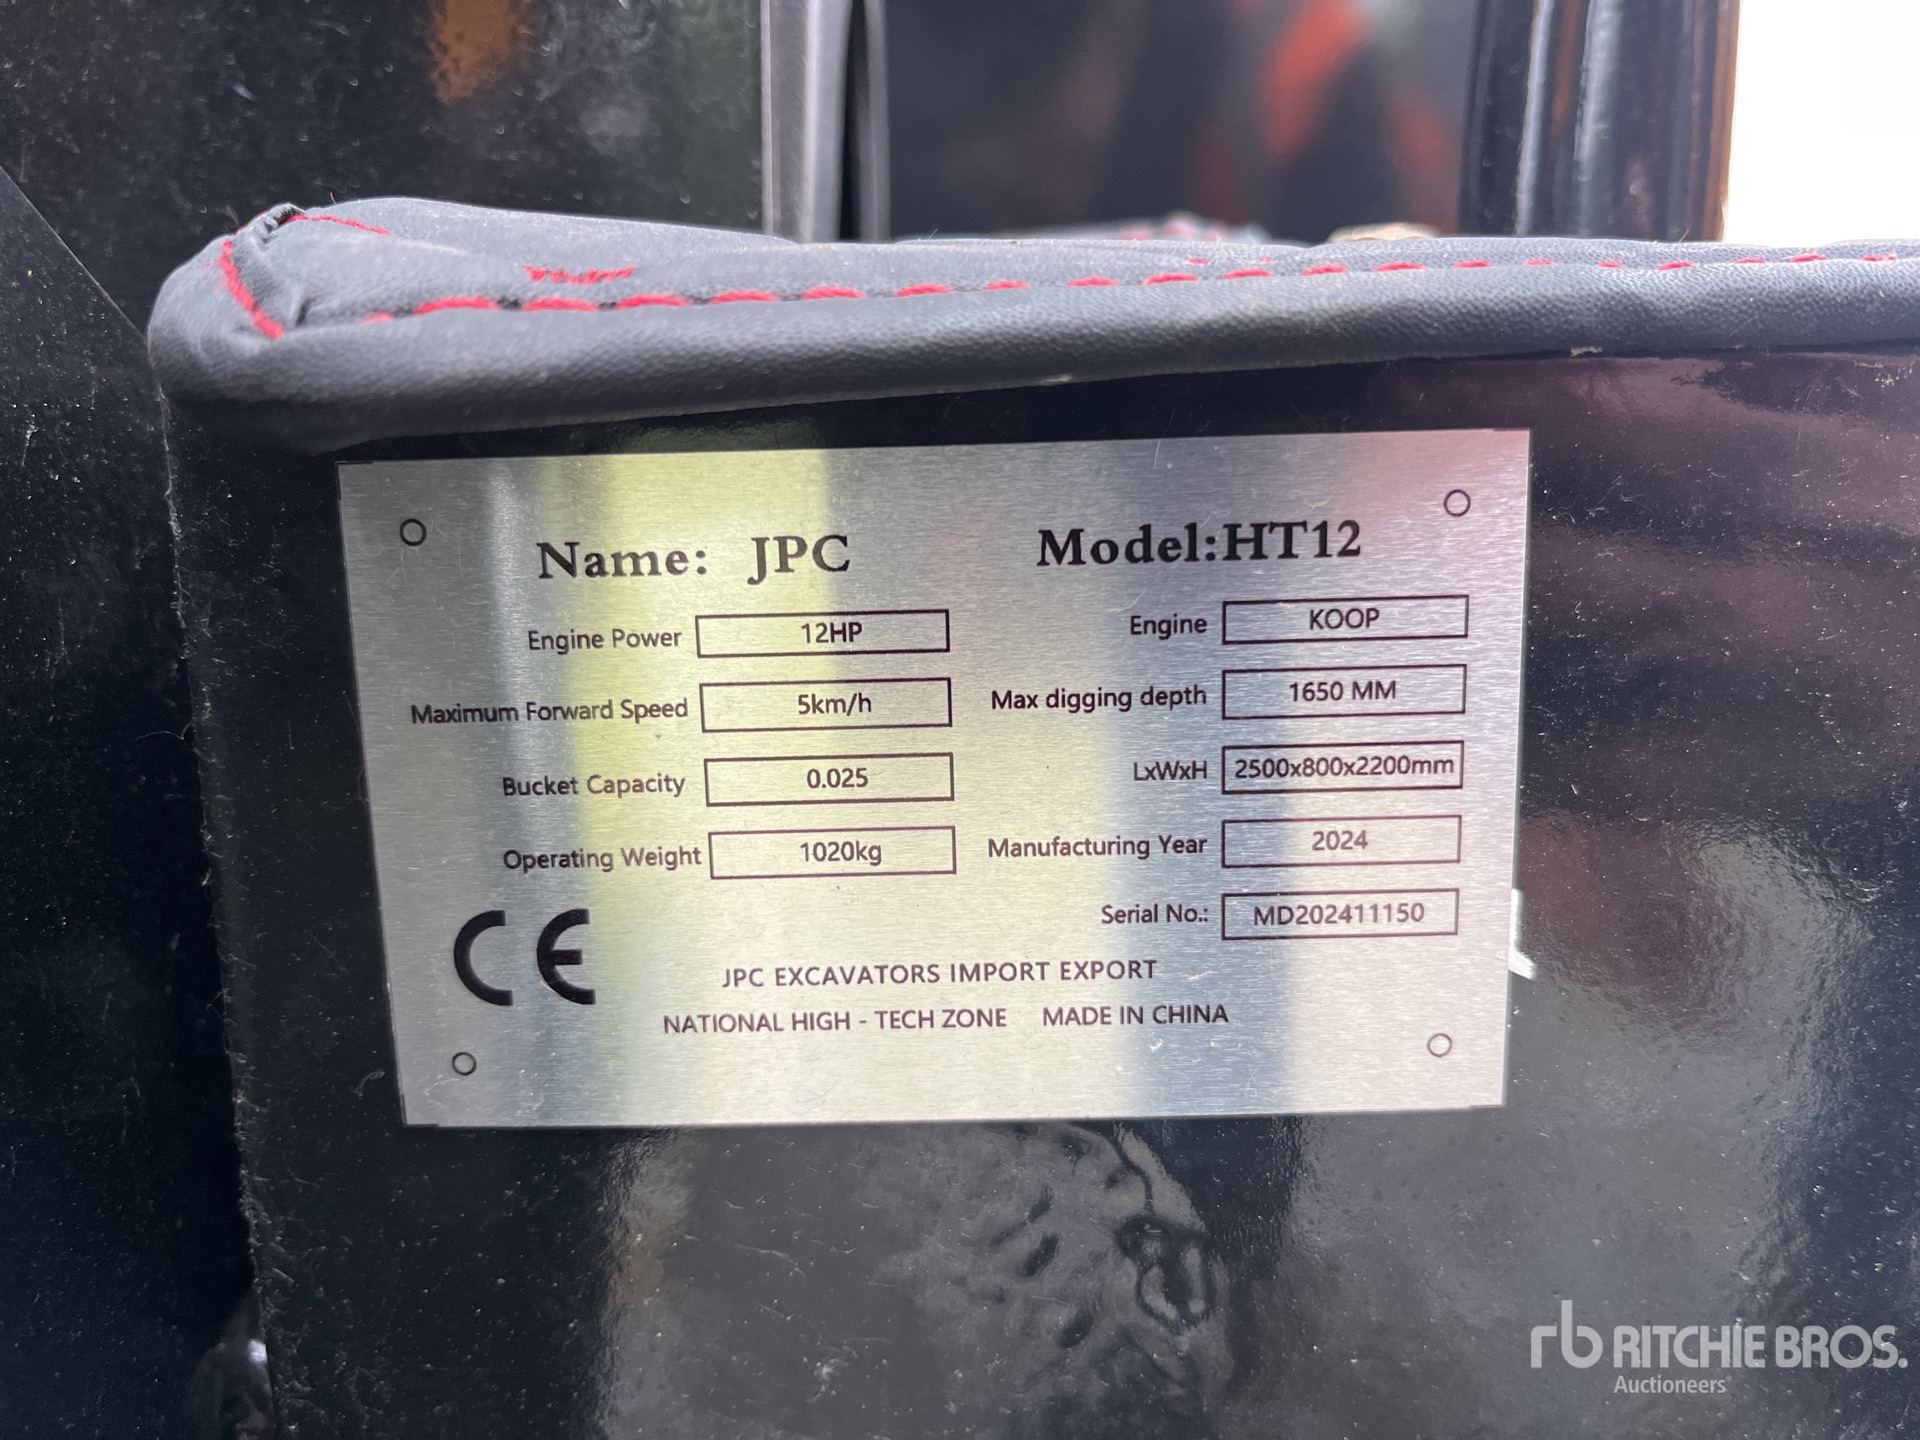 Name: JPC Model:HT12
Engine Power 12HP Engine KOOP
Maximum Forward Speed 5km/h Max digging depth 1650 MM
Bucket Capacity 0.025 LxWxH 2500x800x2200mm
Operating Weight 1020kg Manufacturing Year 2024
Serial No.: MD202411150
CE
JPC EXCAVATORS IMPORT EXPORT
NATIONAL HIGH - TECH ZONE MADE IN CHINA
rb RITCHIE BROS.
Auctioneers